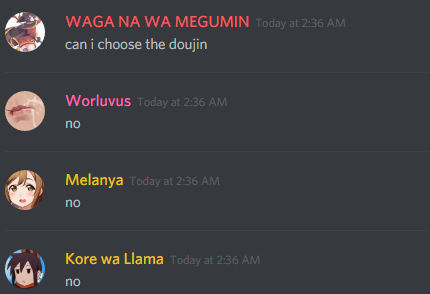 WAGA NA WA MEGUMIN Today at 2:36 AM
can i choose the doujin
Worluvus Today at 2:36 AM
no
Melanya Today at 2:36 AM
no
Kore wa Llama Today at 2:36 AM
no